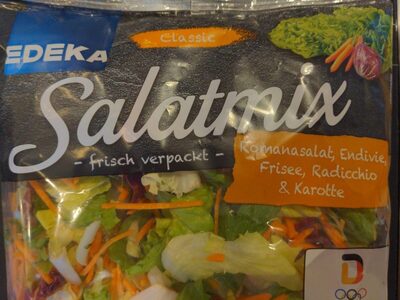 Classic
EDEKA
Salatmix
- frisch verpackt -
Romanasalat, Endivie,
Frisee, Radicchio
& Karotte
D